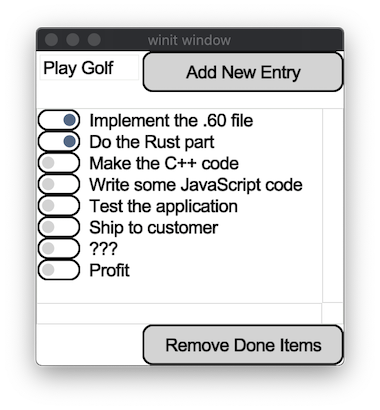 winit window
Play Golf
Add New Entry
Implement the .60 file
Do the Rust part
Make the C++ code
Write some JavaScript code
Test the application
Ship to customer
???
Profit
Remove Done Items